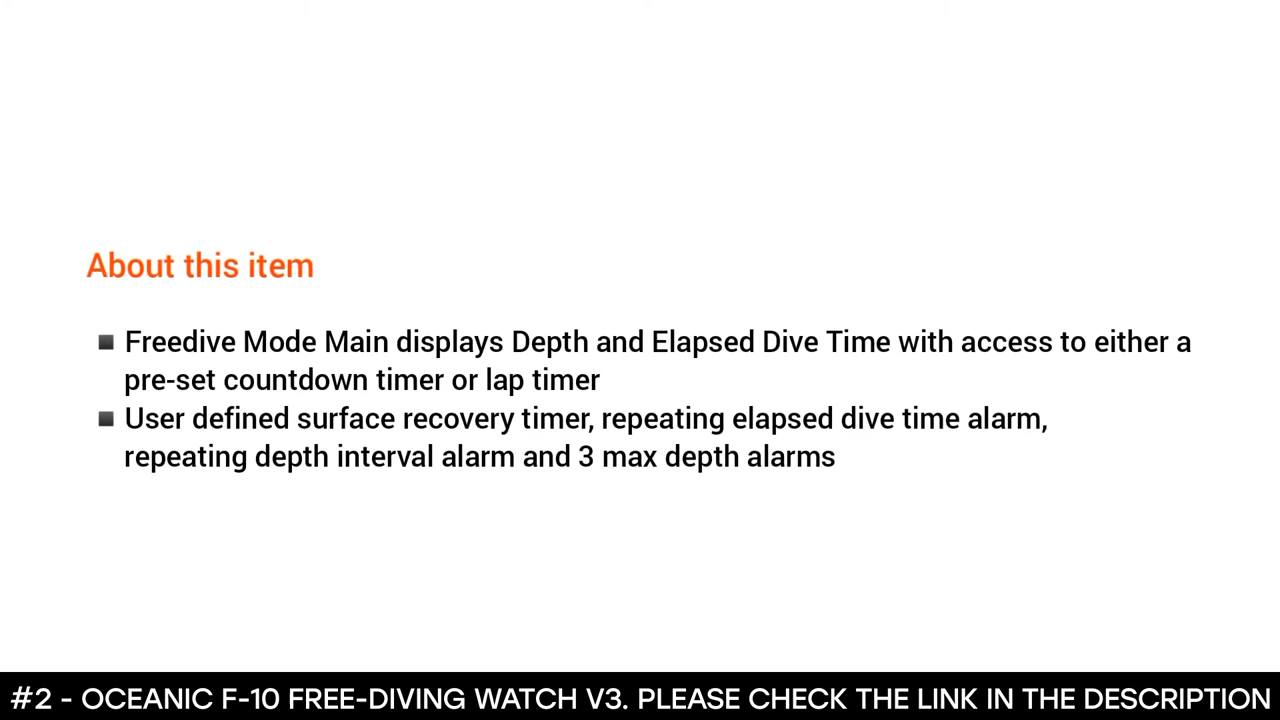 About this item
▪ Freedive Mode Main displays Depth and Elapsed Dive Time with access to either a
pre-set countdown timer or lap timer
▪ User defined surface recovery timer, repeating elapsed dive time alarm,
repeating depth interval alarm and 3 max depth alarms
#2 - OCEANIC F-10 FREE-DIVING WATCH V3. PLEASE CHECK THE LINK IN THE DESCRIPTION